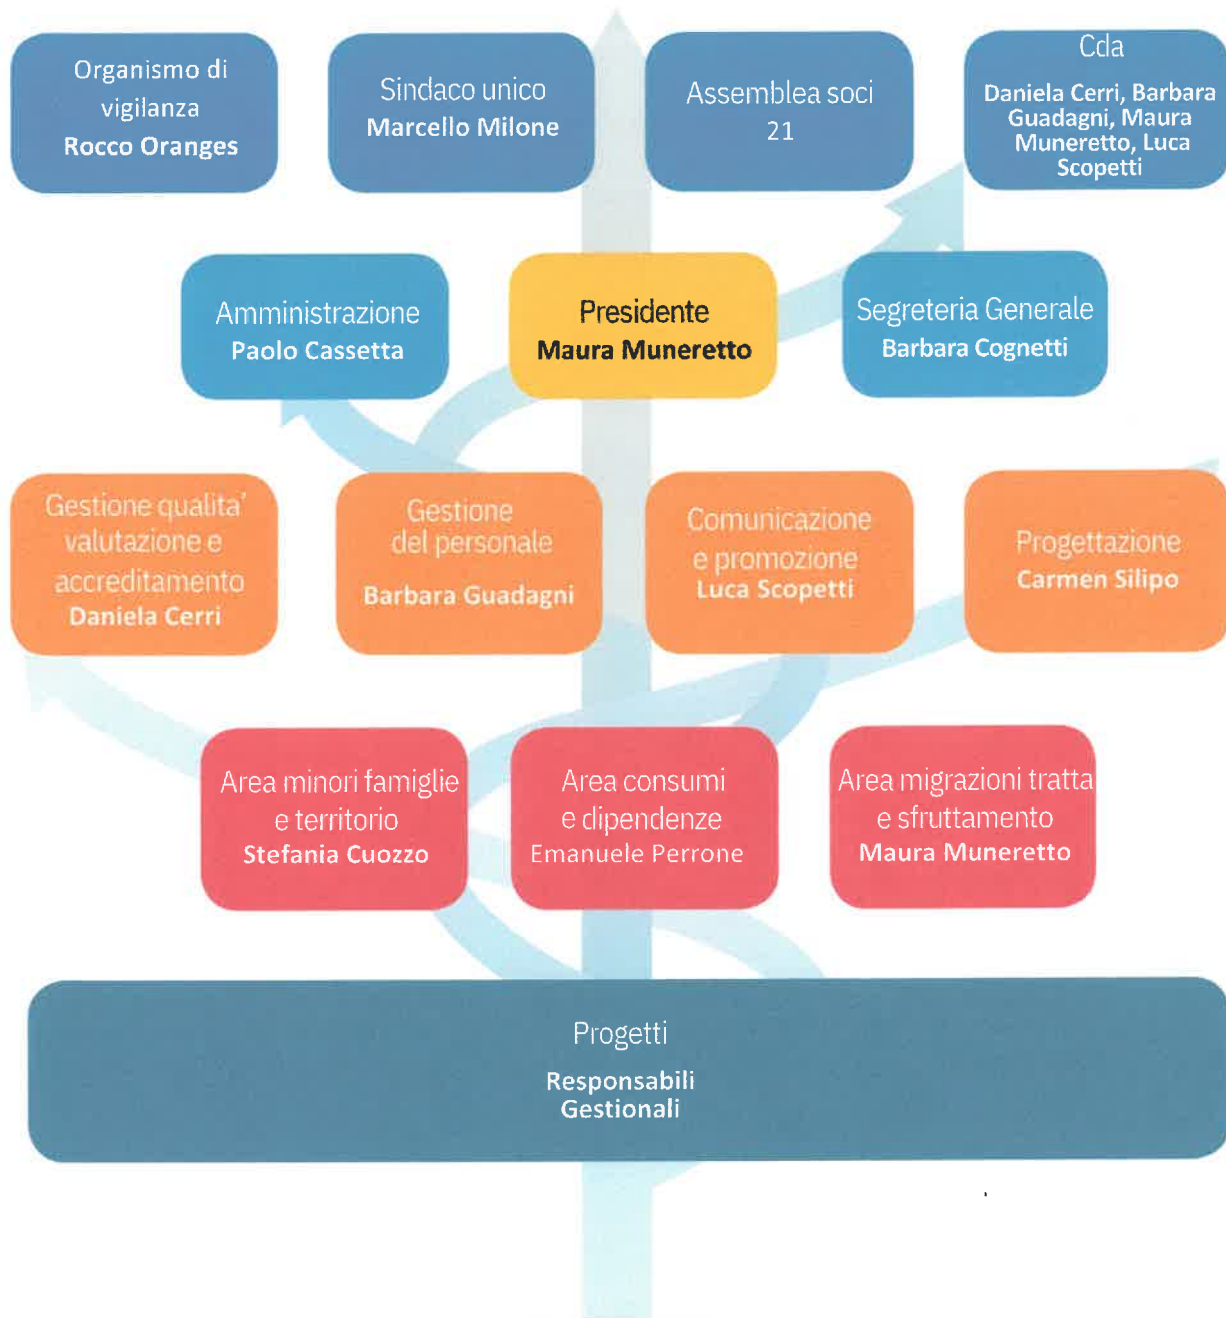 Organismo di
vigilanza
Rocco Oranges
Sindaco unico
Marcello Milone
Assemblea soci
21
Cda
Daniela Cerri, Barbara
Guadagni, Maura
Muneretto, Luca
Scopetti
Amministrazione
Paolo Cassetta
Presidente
Maura Muneretto
Segreteria Generale
Barbara Cognetti
Gestione qualita'
valutazione e
accreditamento
Daniela Cerri
Gestione
del personale
Barbara Guadagni
Comunicazione
e promozione
Luca Scopetti
Progettazione
Carmen Silipo
Area minori famiglie
e territorio
Stefania Cuozzo
Area consumi
e dipendenze
Emanuele Perrone
Area migrazioni tratta
e sfruttamento
Maura Muneretto
Progetti
Responsabili
Gestionali